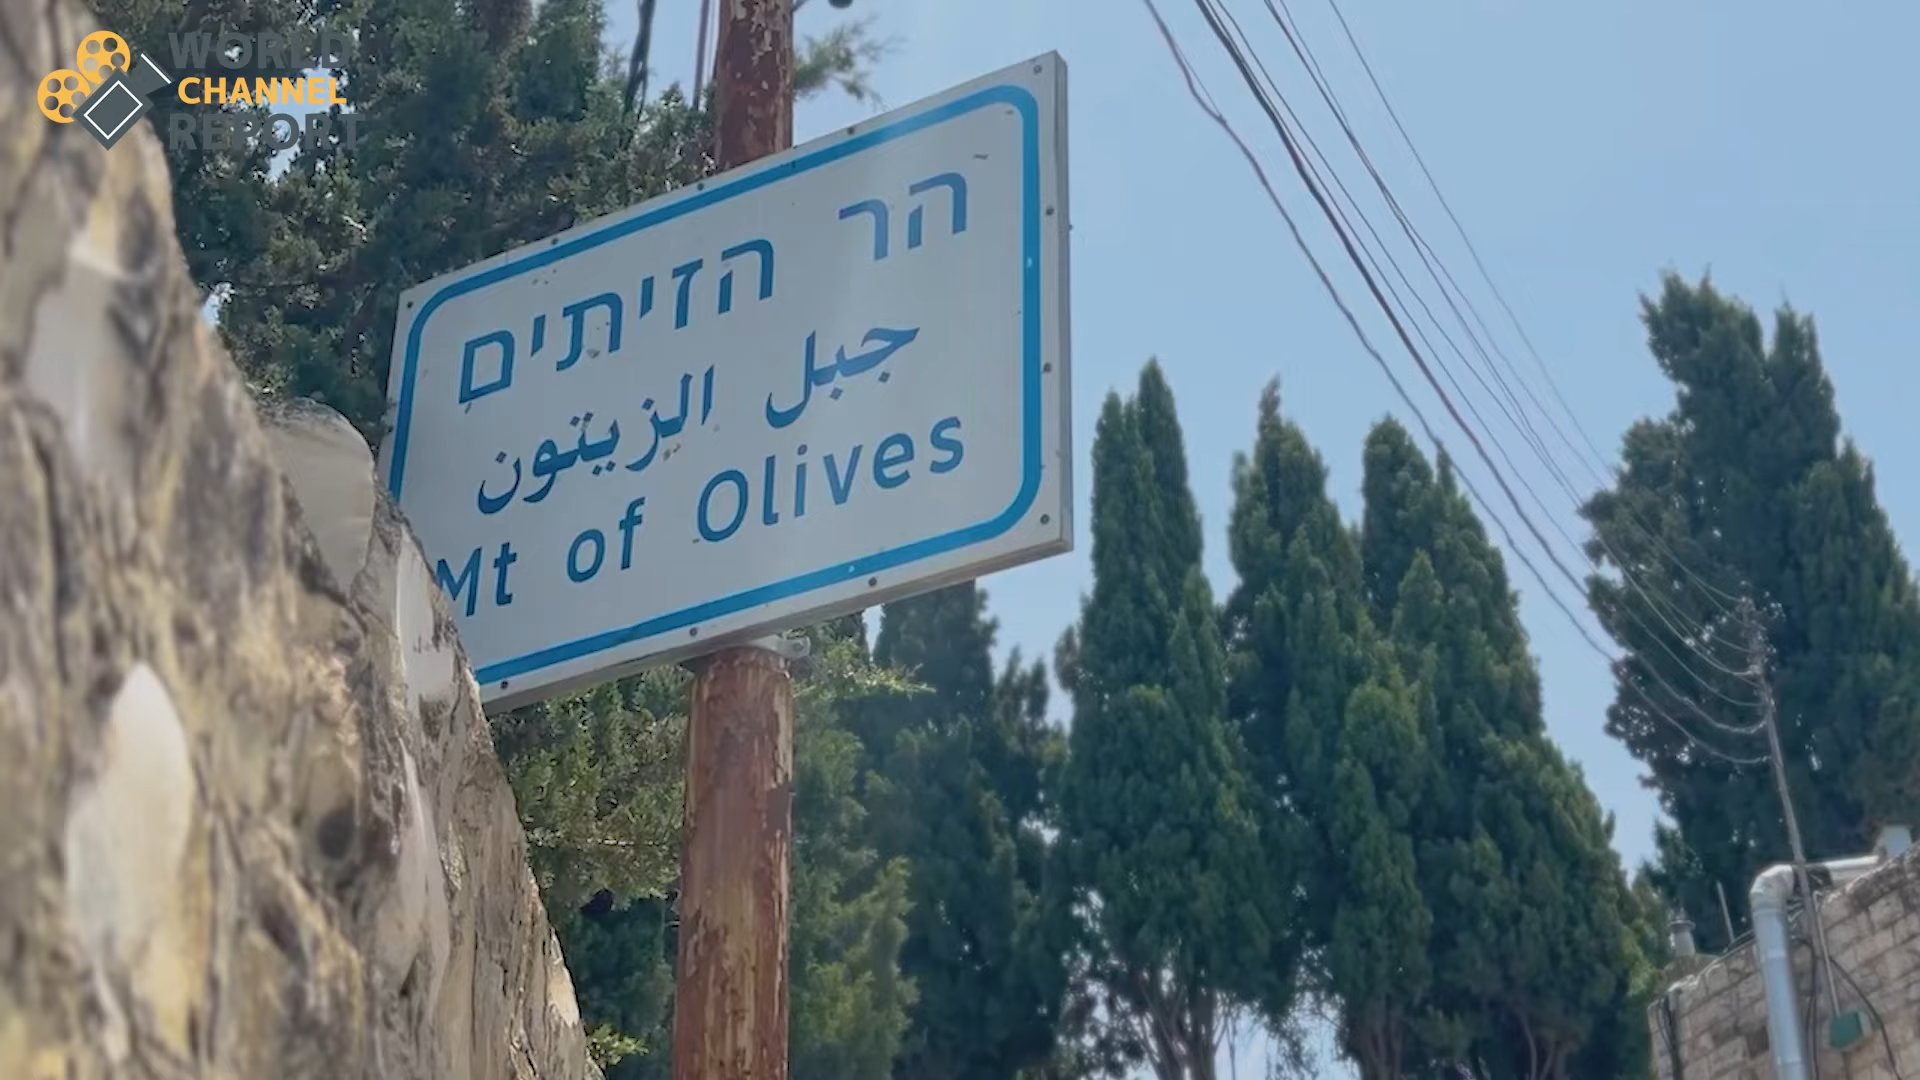 WORLD
CHANNEL
REPORT
הר הזיתים
جبل الزيتون
Mt of Olives